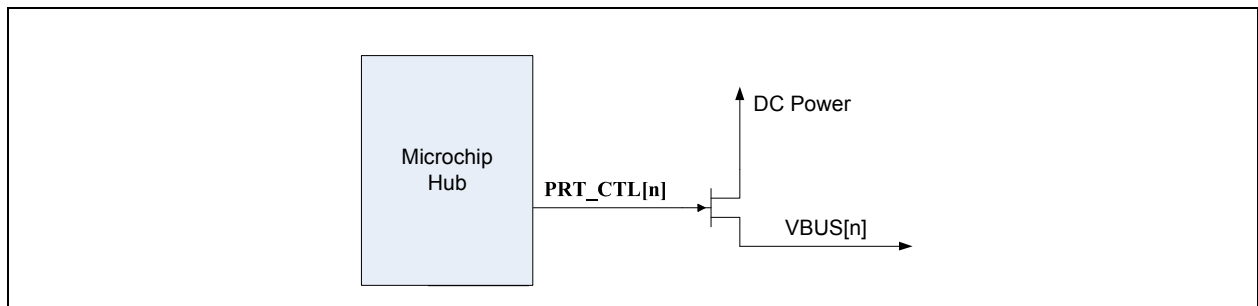 DC Power
Microchip
Hub
PRT_CTL[n]
VBUS[n]